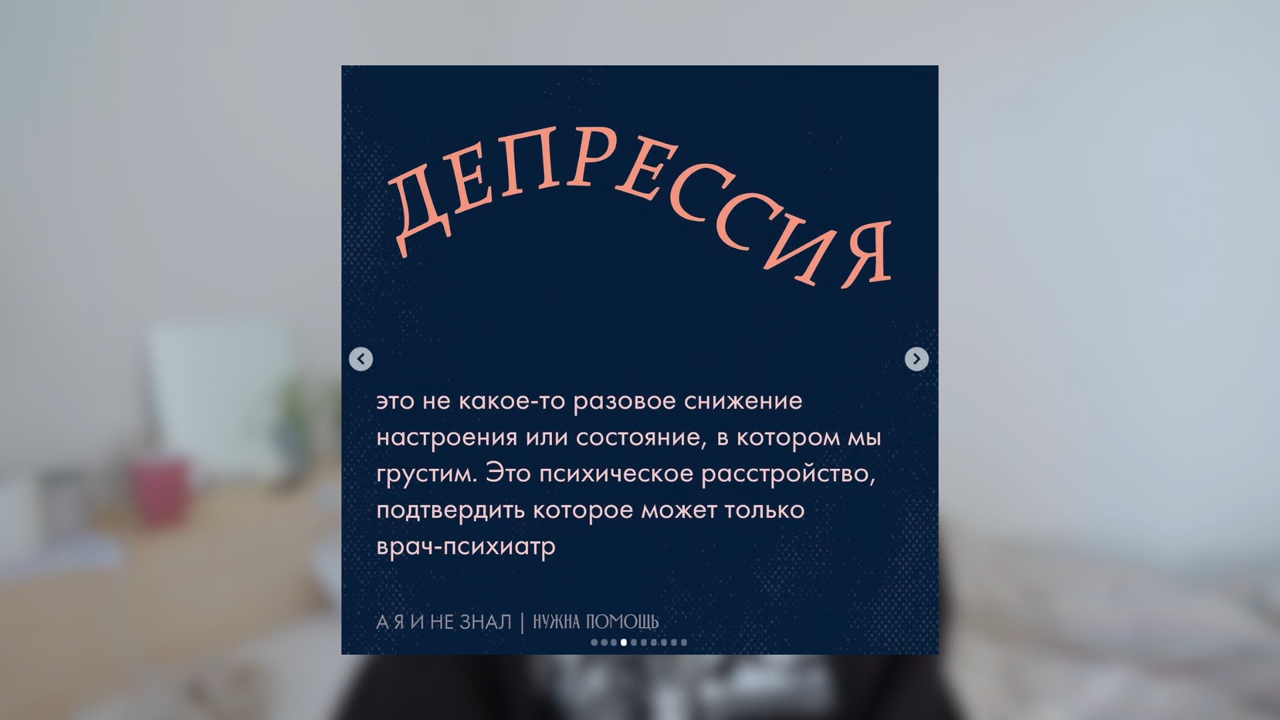 ДЕПРЕССИЯ
это не какое-то разовое снижение
настроения или состояние, в котором мы
грустим. Это психическое расстройство,
подтвердить которое может только
врач-психиатр
А Я И НЕ ЗНАЛ | НУЖНА ПОМОЩЬ